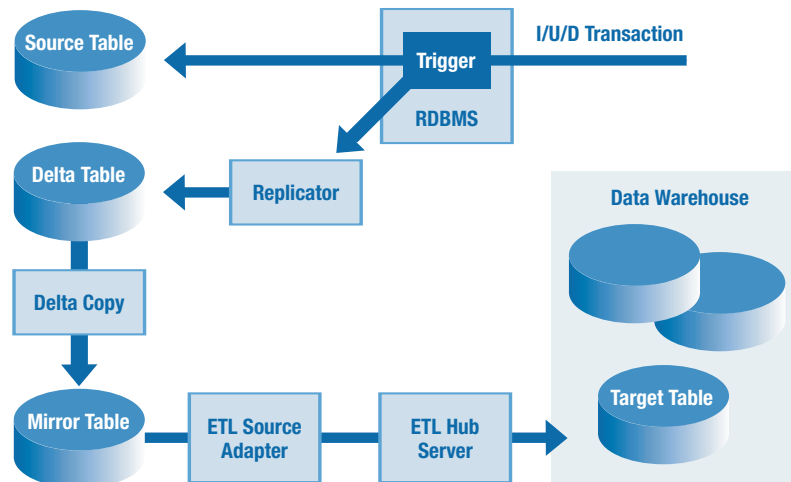 I/U/D Transaction
Source Table
Trigger
RDBMS
Delta Table
Replicator
Data Warehouse
Delta Copy
Mirror Table
ETL Source
Adapter
ETL Hub
Server
Target Table